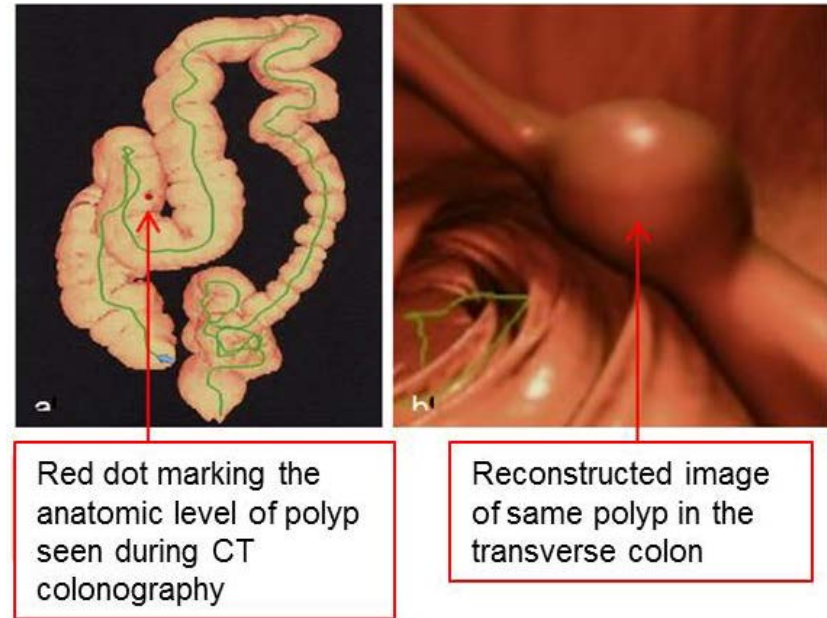 a
b
Red dot marking the
anatomic level of polyp
seen during CT
colonography
Reconstructed image
of same polyp in the
transverse colon